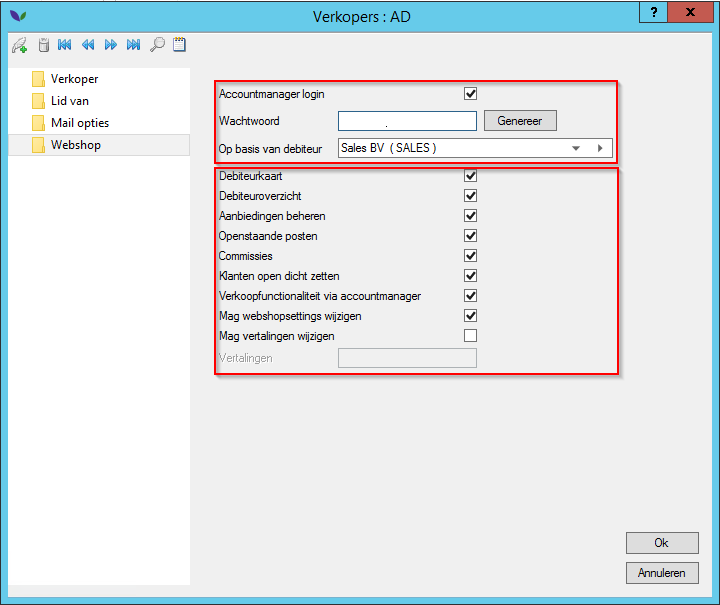 Verkopers : AD
?
x
Verkoper
Lid van
Mail opties
Webshop
Accountmanager login
Wachtwoord . Genereer
Op basis van debiteur Sales BV ( SALES )
Debiteurkaart
Debiteuroverzicht
Aanbiedingen beheren
Openstaande posten
Commissies
Klanten open dicht zetten
Verkoopfunctionaliteit via accountmanager
Mag webshopsettings wijzigen
Mag vertalingen wijzigen
Vertalingen
Ok
Annuleren